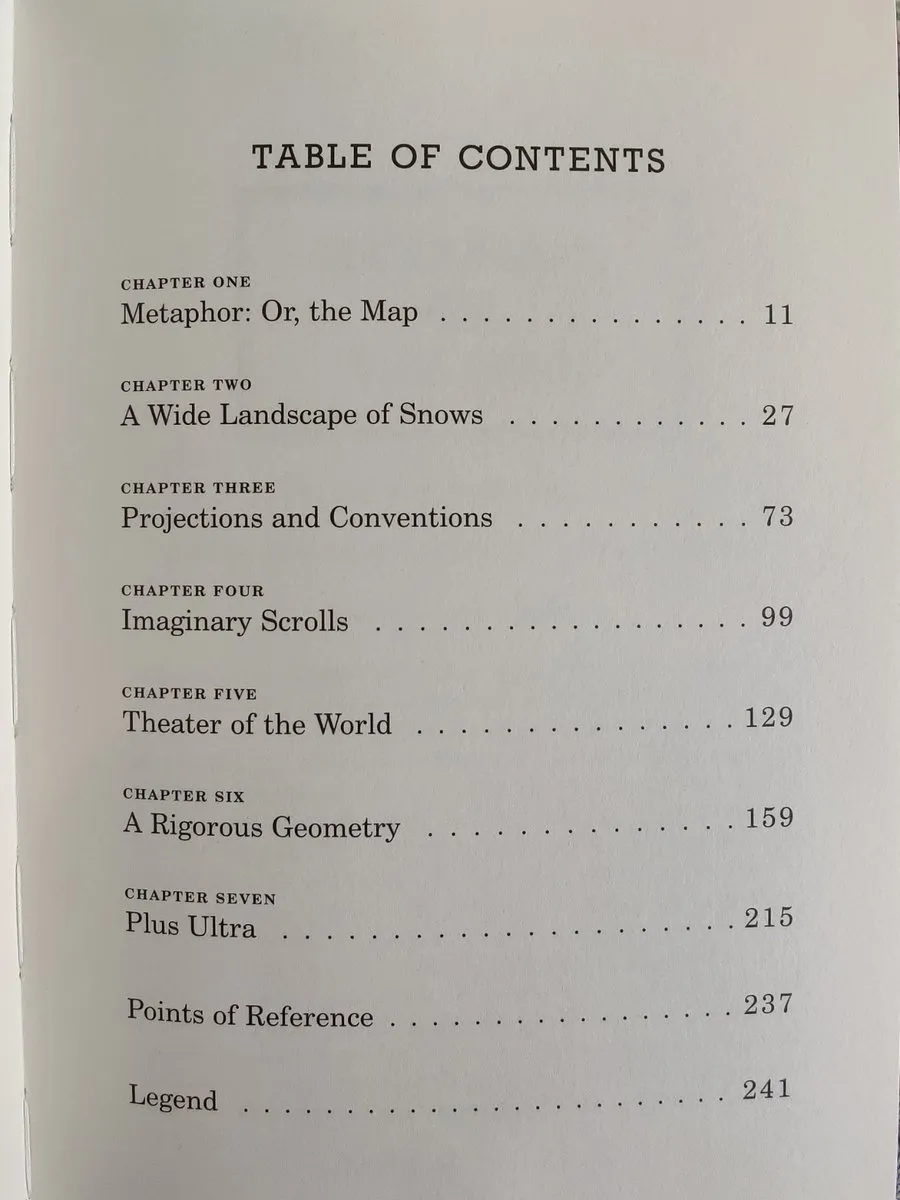 TABLE OF CONTENTS
CHAPTER ONE
Metaphor: Or, the Map . . . . . . . . . . . . . . . 11
CHAPTER TWO
A Wide Landscape of Snows . . . . . . . . . . . . 27
CHAPTER THREE
Projections and Conventions . . . . . . . . . . . 73
CHAPTER FOUR
Imaginary Scrolls . . . . . . . . . . . . . . . . . 99
CHAPTER FIVE
Theater of the World . . . . . . . . . . . . . . . 129
CHAPTER SIX
A Rigorous Geometry . . . . . . . . . . . . . . 159
CHAPTER SEVEN
Plus Ultra . . . . . . . . . . . . . . . . . . . . . 215
Points of Reference . . . . . . . . . . . . . . . . 237
Legend . . . . . . . . . . . . . . . . . . . . . . . 241